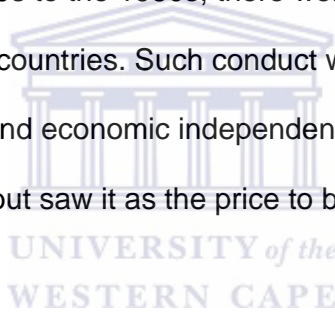 countries. Such conduct w
nd economic independen
out saw it as the price to b
UNIVERSITY of the
WESTERN CAPE